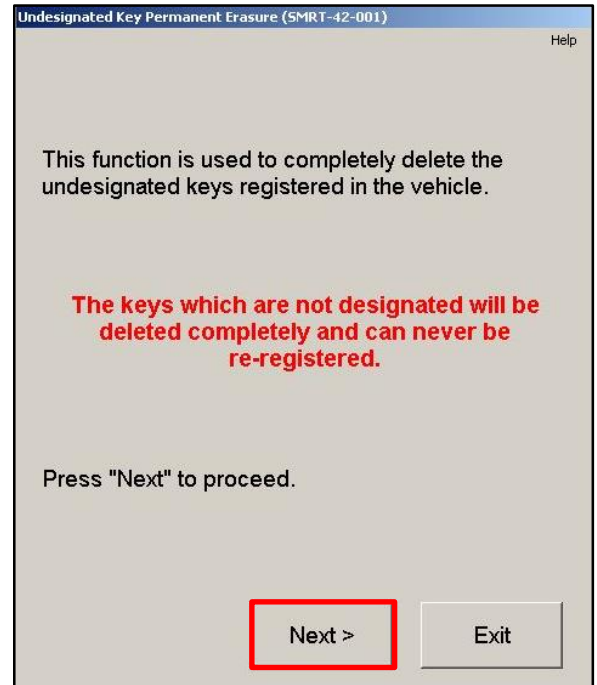 Undesignated Key Permanent Erasure (SMRT-42-001)
Help
This function is used to completely delete the
undesignated keys registered in the vehicle.
The keys which are not designated will be
deleted completely and can never be
re-registered.
Press "Next" to proceed.
Next >
Exit